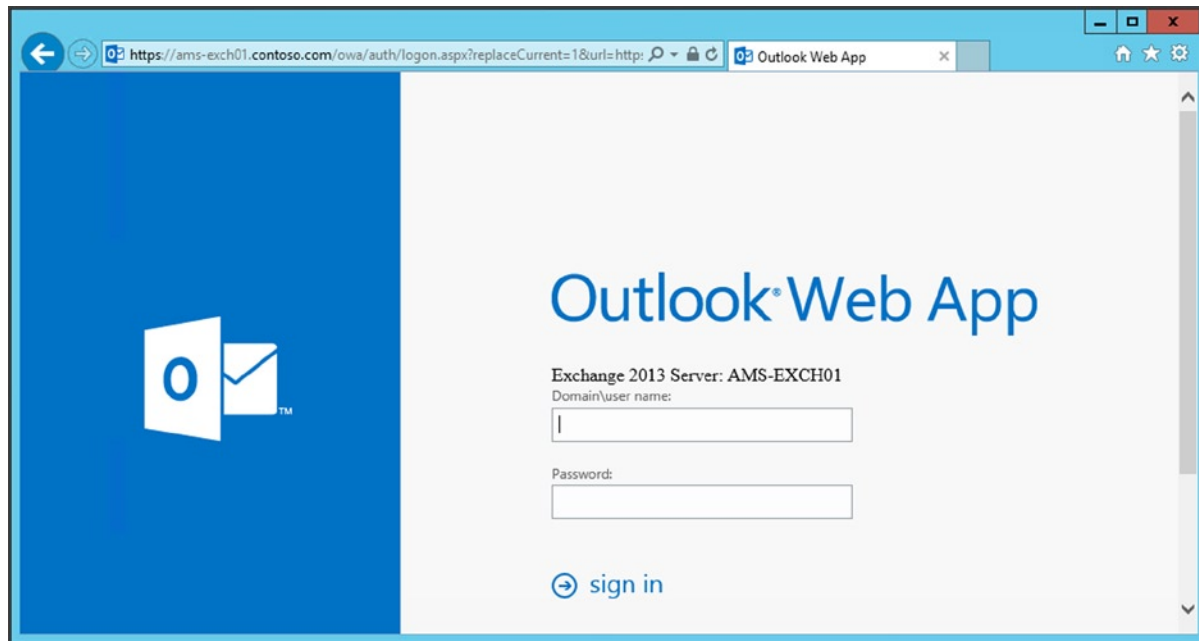 https://ams-exch01.contoso.com/owa/auth/logon.aspx?replaceCurrent=1&url=http:
Outlook Web App
Outlook® Web App
Exchange 2013 Server: AMS-EXCH01
Domain\user name:
Password:
sign in
O
TM